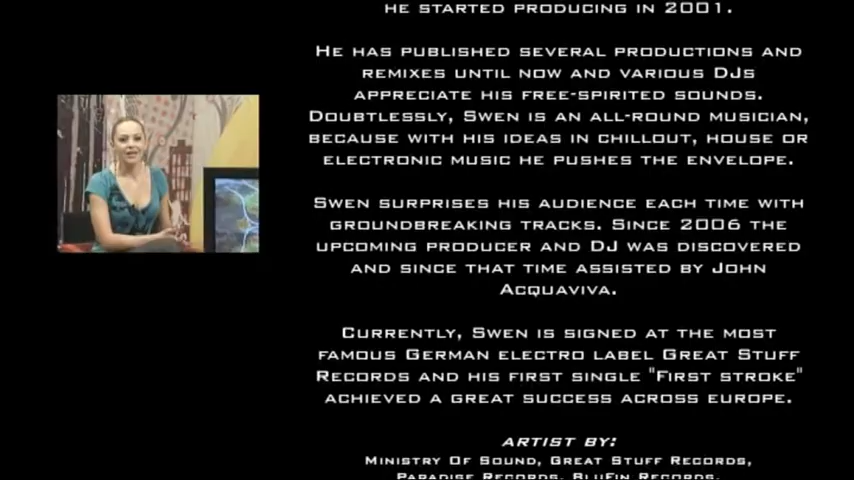 HE STARTED PRODUCING IN 2001.
HE HAS PUBLISHED SEVERAL PRODUCTIONS AND
REMIXES UNTIL NOW AND VARIOUS DJS
APPRECIATE HIS FREE-SPIRITED SOUNDS.
DOUBTLESSLY, SWEN IS AN ALL-ROUND MUSICIAN,
BECAUSE WITH HIS IDEAS IN CHILLOUT, HOUSE OR
ELECTRONIC MUSIC HE PUSHES THE ENVELOPE.
SWEN SURPRISES HIS AUDIENCE EACH TIME WITH
GROUNDBREAKING TRACKS. SINCE 2006 THE
UPCOMING PRODUCER AND DJ WAS DISCOVERED
AND SINCE THAT TIME ASSISTED BY JOHN
ACQUAVIVA.
CURRENTLY, SWEN IS SIGNED AT THE MOST
FAMOUS GERMAN ELECTRO LABEL GREAT STUFF
RECORDS AND HIS FIRST SINGLE "FIRST STROKE"
ACHIEVED A GREAT SUCCESS ACROSS EUROPE.
ARTIST BY:
MINISTRY OF SOUND, GREAT STUFF RECORDS,
PARADISE RECORDS, BLUFIN RECORDS,